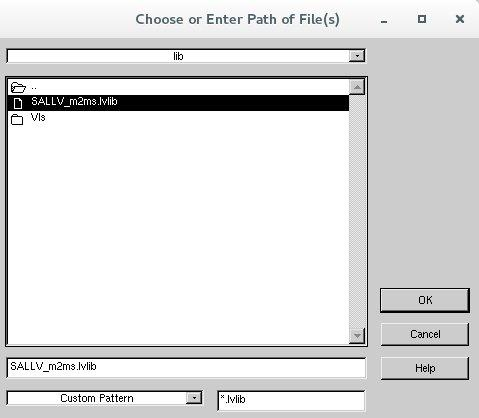 Choose or Enter Path of File(s)
lib
..
SALLV_m2ms.lvlib
VIs
OK
Cancel
SALLV_m2ms.lvlib
Help
Custom Pattern
*.lvlib